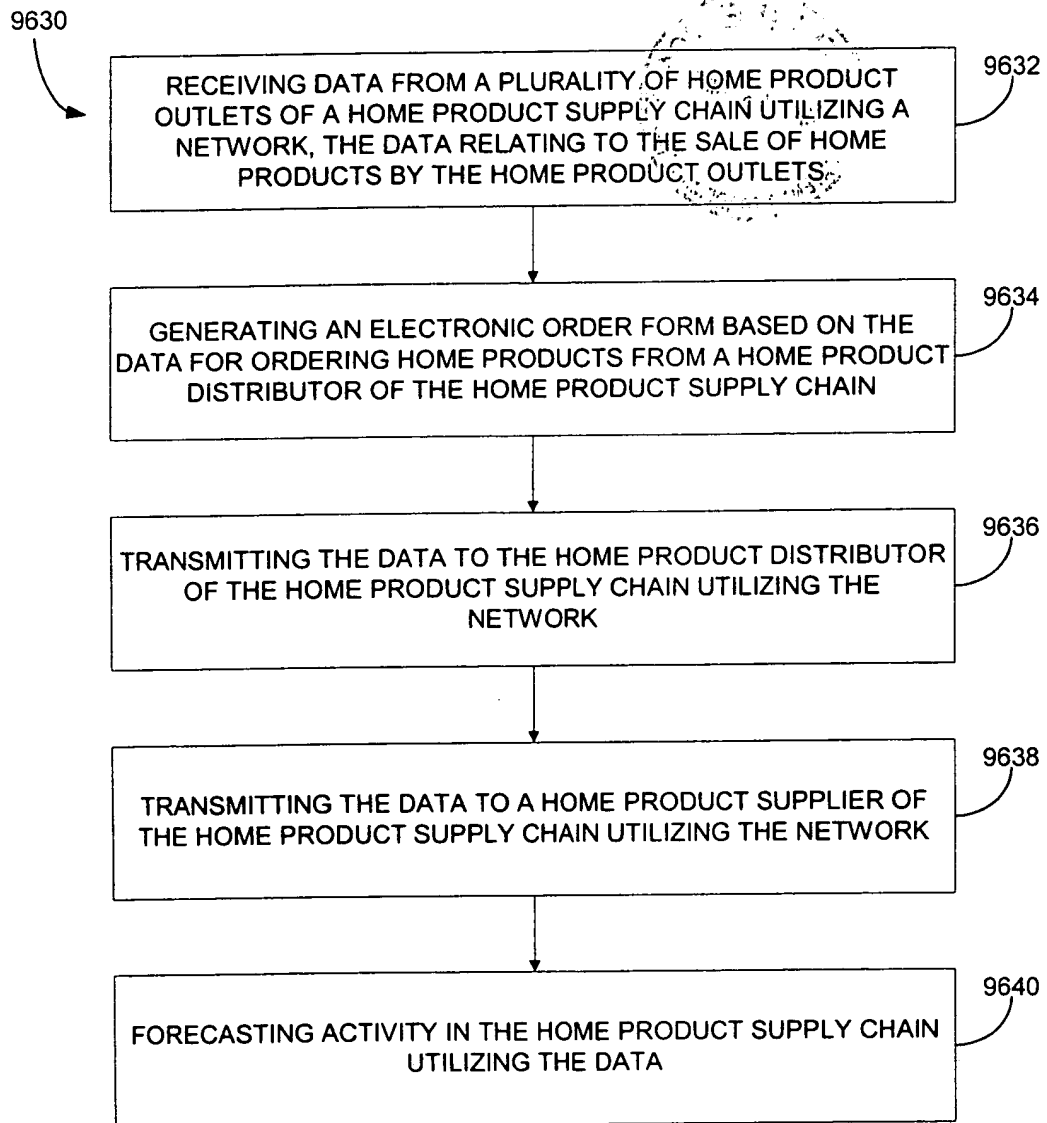 9630
RECEIVING DATA FROM A PLURALITY OF HOME PRODUCT
OUTLETS OF A HOME PRODUCT SUPPLY CHAIN UTILIZING A
NETWORK, THE DATA RELATING TO THE SALE OF HOME
PRODUCTS BY THE HOME PRODUCT OUTLETS
9632
GENERATING AN ELECTRONIC ORDER FORM BASED ON THE
DATA FOR ORDERING HOME PRODUCTS FROM A HOME PRODUCT
DISTRIBUTOR OF THE HOME PRODUCT SUPPLY CHAIN
9634
TRANSMITTING THE DATA TO THE HOME PRODUCT DISTRIBUTOR
OF THE HOME PRODUCT SUPPLY CHAIN UTILIZING THE
NETWORK
9636
TRANSMITTING THE DATA TO A HOME PRODUCT SUPPLIER OF
THE HOME PRODUCT SUPPLY CHAIN UTILIZING THE NETWORK
9638
FORECASTING ACTIVITY IN THE HOME PRODUCT SUPPLY CHAIN
UTILIZING THE DATA
9640